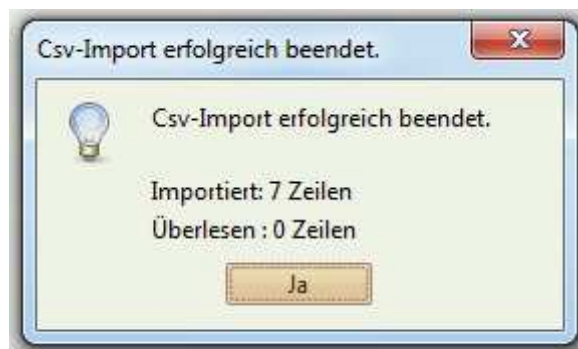 Csv-Import erfolgreich beendet.
Csv-Import erfolgreich beendet.
Importiert: 7 Zeilen
Überlesen : 0 Zeilen
Ja